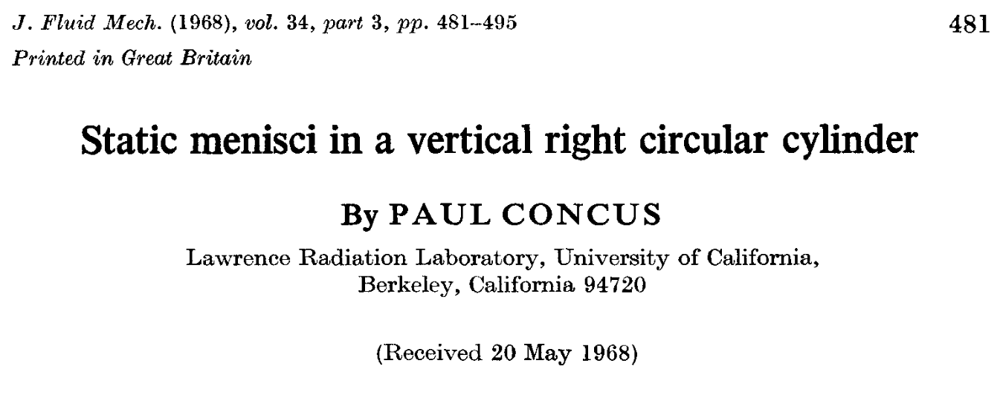 J. Fluid Mech. (1968), vol. 34, part 3, pp. 481–495 481
Printed in Great Britain
Static menisci in a vertical right circular cylinder
By PAUL CONCUS
Lawrence Radiation Laboratory, University of California,
Berkeley, California 94720
(Received 20 May 1968)